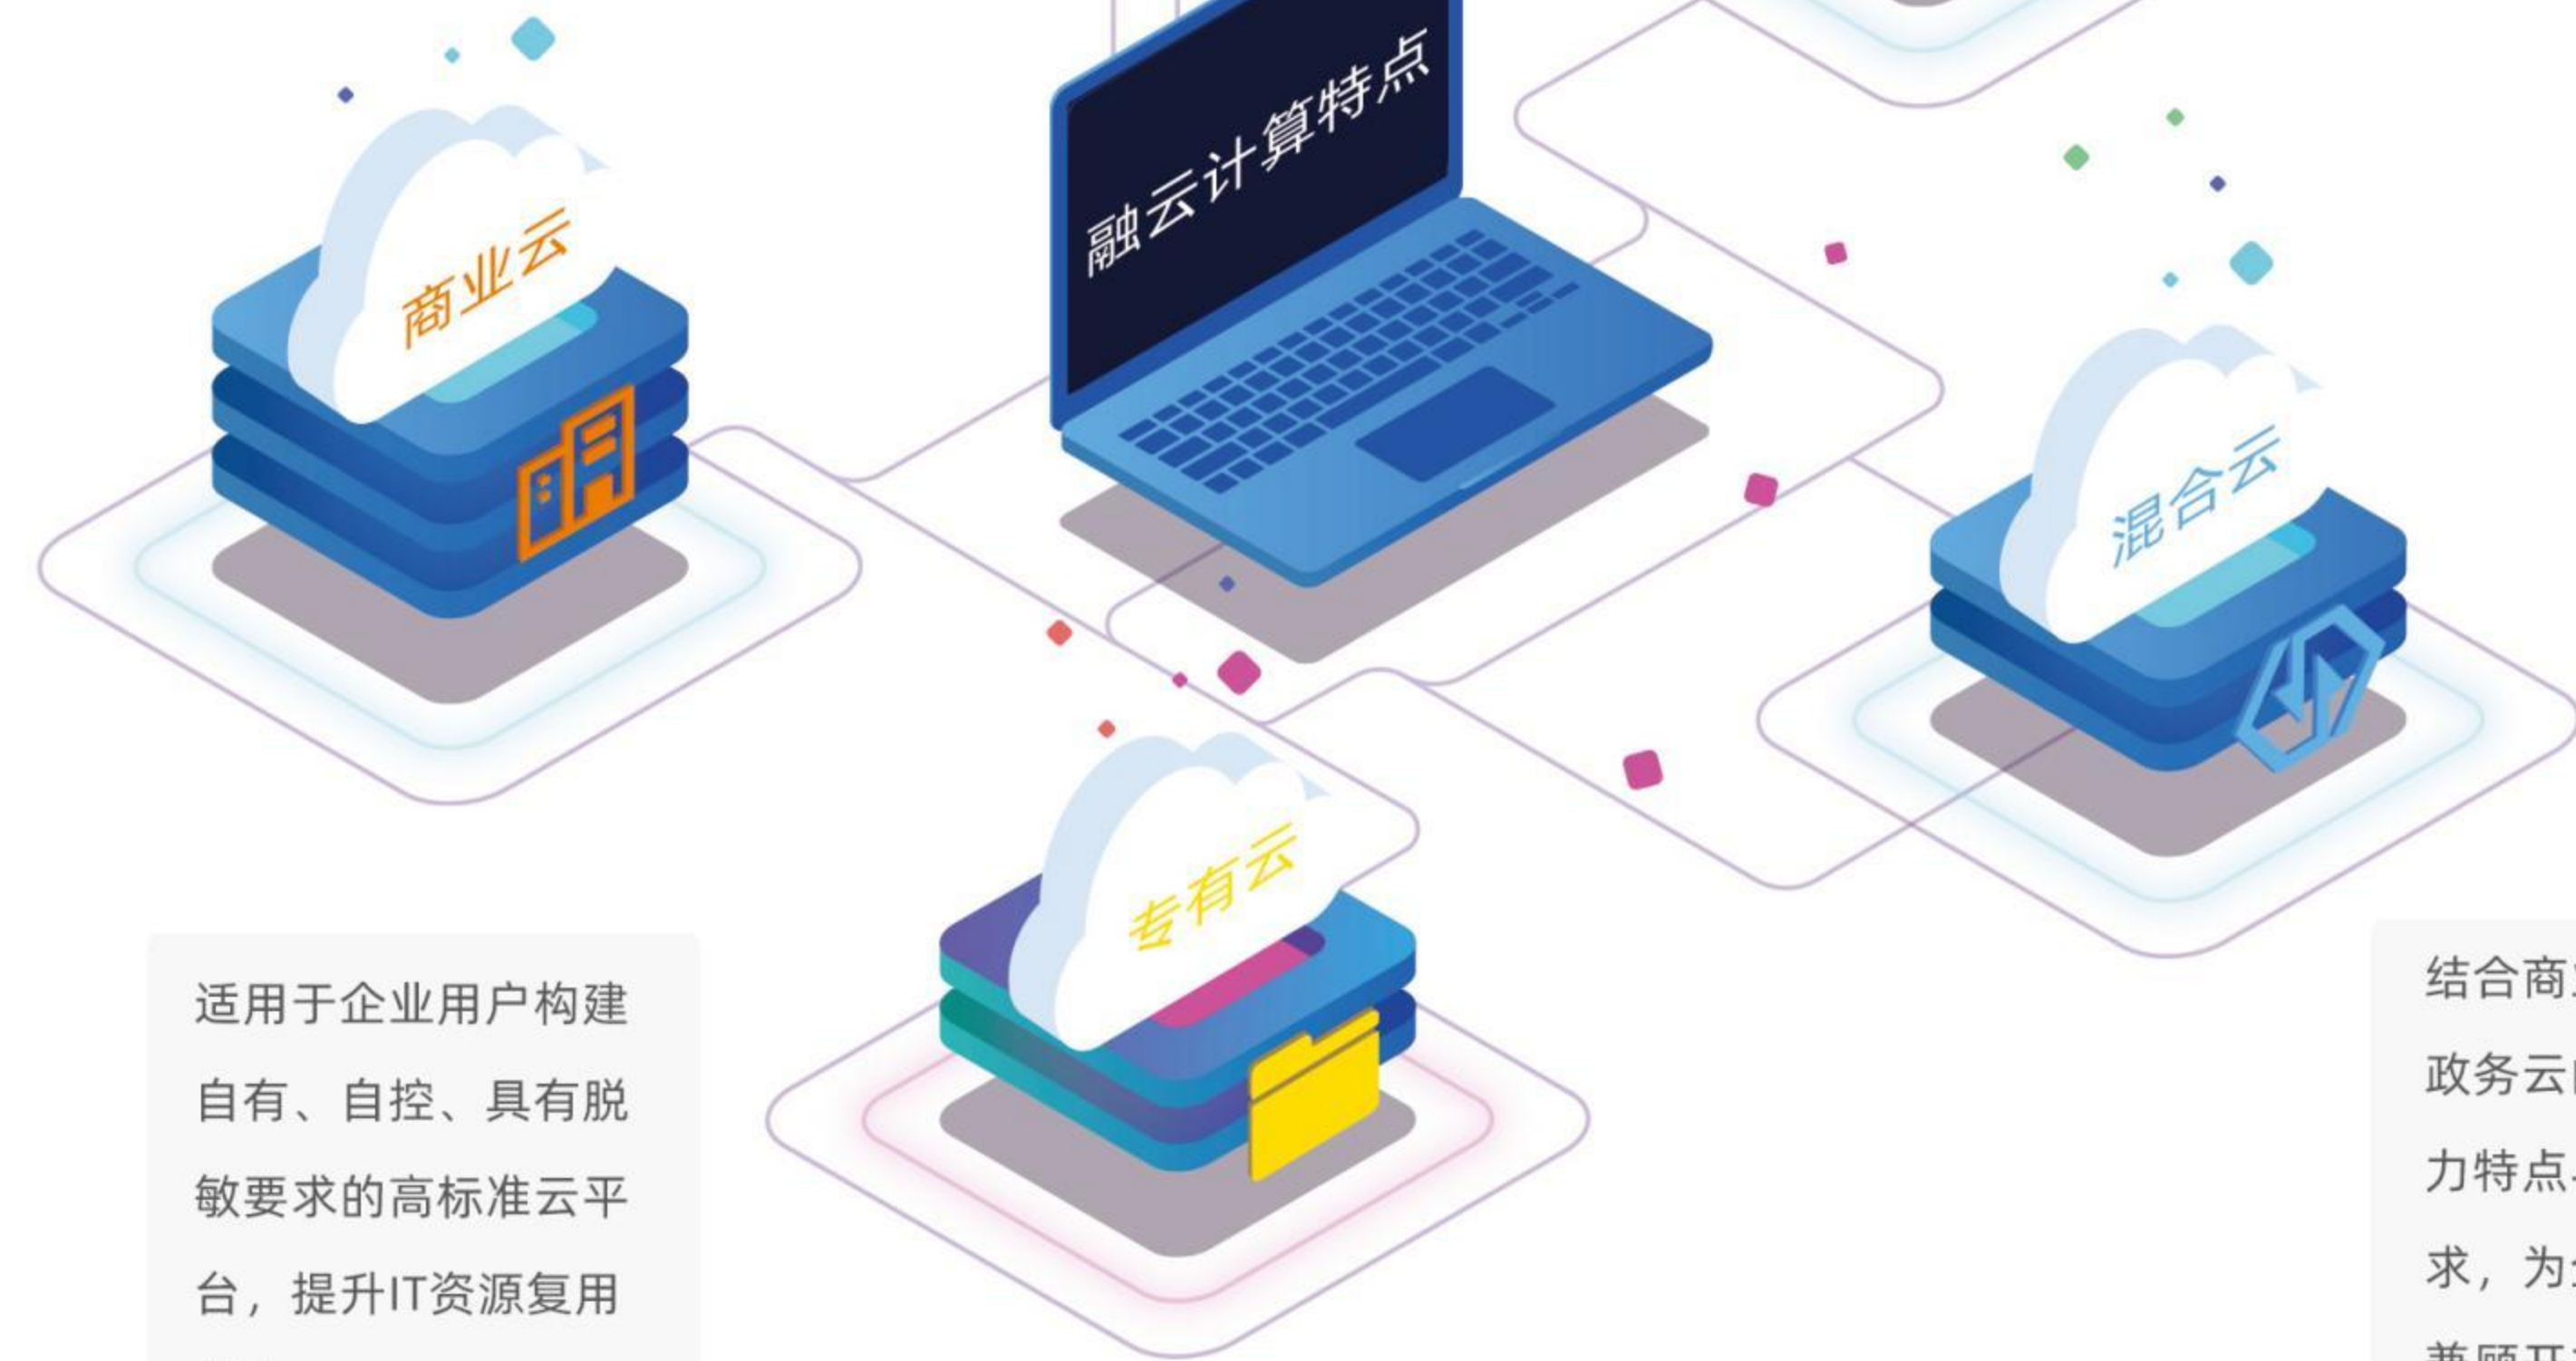 融云计算特点
商业云
混合云
专有云
适用于企业用户构建
自有、自控、具有脱
敏要求的高标准云平
台，提升IT资源复用
结合商
政务云
力特点
求，为
兼顾开